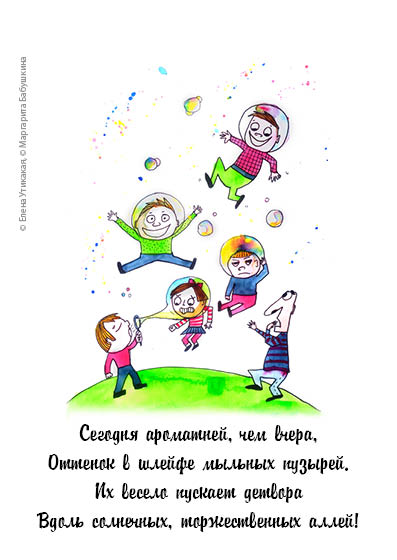 © Елена Утикакая, © Маргарита Бабушкина
Сегодня ароматней, чем вчера,
Оттенок в шлейфе мыльных пузырей.
Их весело пускает детвора
Вдоль солнечных, торжественных аллей!